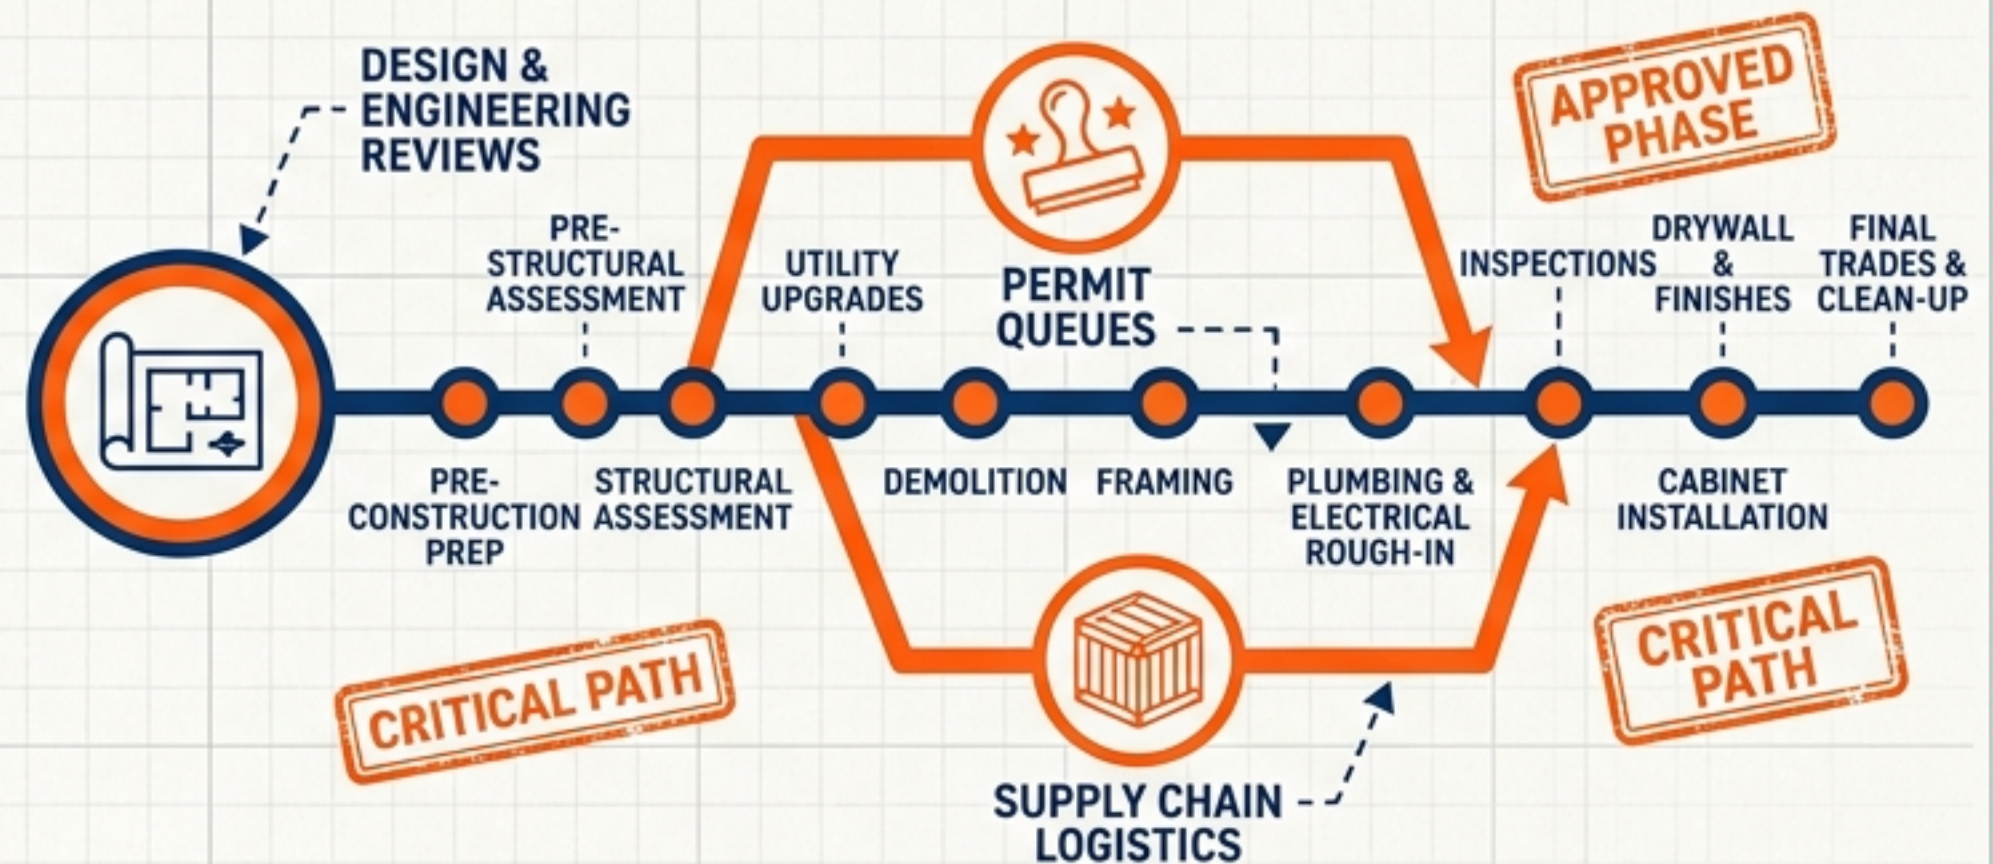 DESIGN &
ENGINEERING
REVIEWS
APPROVED
PHASE
PRE-
STRUCTURAL
ASSESSMENT
UTILITY
UPGRADES
PERMIT
QUEUES
INSPECTIONS
DRYWALL
&
FINISHES
FINAL
TRADES &
CLEAN-UP
PRE-
CONSTRUCTION
PREP
STRUCTURAL
ASSESSMENT
DEMOLITION
FRAMING
PLUMBING &
ELECTRICAL
ROUGH-IN
CABINET
INSTALLATION
CRITICAL PATH
CRITICAL
PATH
SUPPLY CHAIN
LOGISTICS